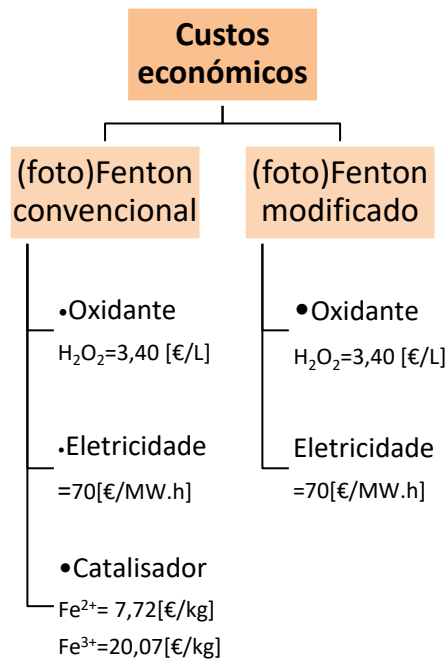 Custos
económicos
(foto)Fenton
convencional
•Oxidante
H₂O₂=3,40 [€/L]
•Eletricidade
=70[€/MW.h]
•Catalisador
Fe²⁺= 7,72[€/kg]
Fe³⁺=20,07[€/kg]
(foto)Fenton
modificado
•Oxidante
H₂O₂=3,40 [€/L]
Eletricidade
=70[€/MW.h]